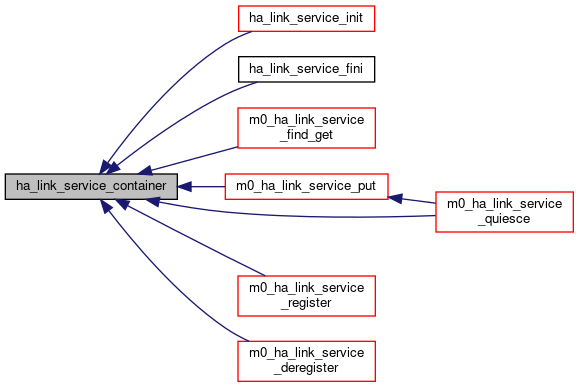 ha_link_service_init
ha_link_service_fini
m0_ha_link_service
_find_get
ha_link_service_container
m0_ha_link_service_put
m0_ha_link_service
_quiesce
m0_ha_link_service
_register
m0_ha_link_service
_deregister